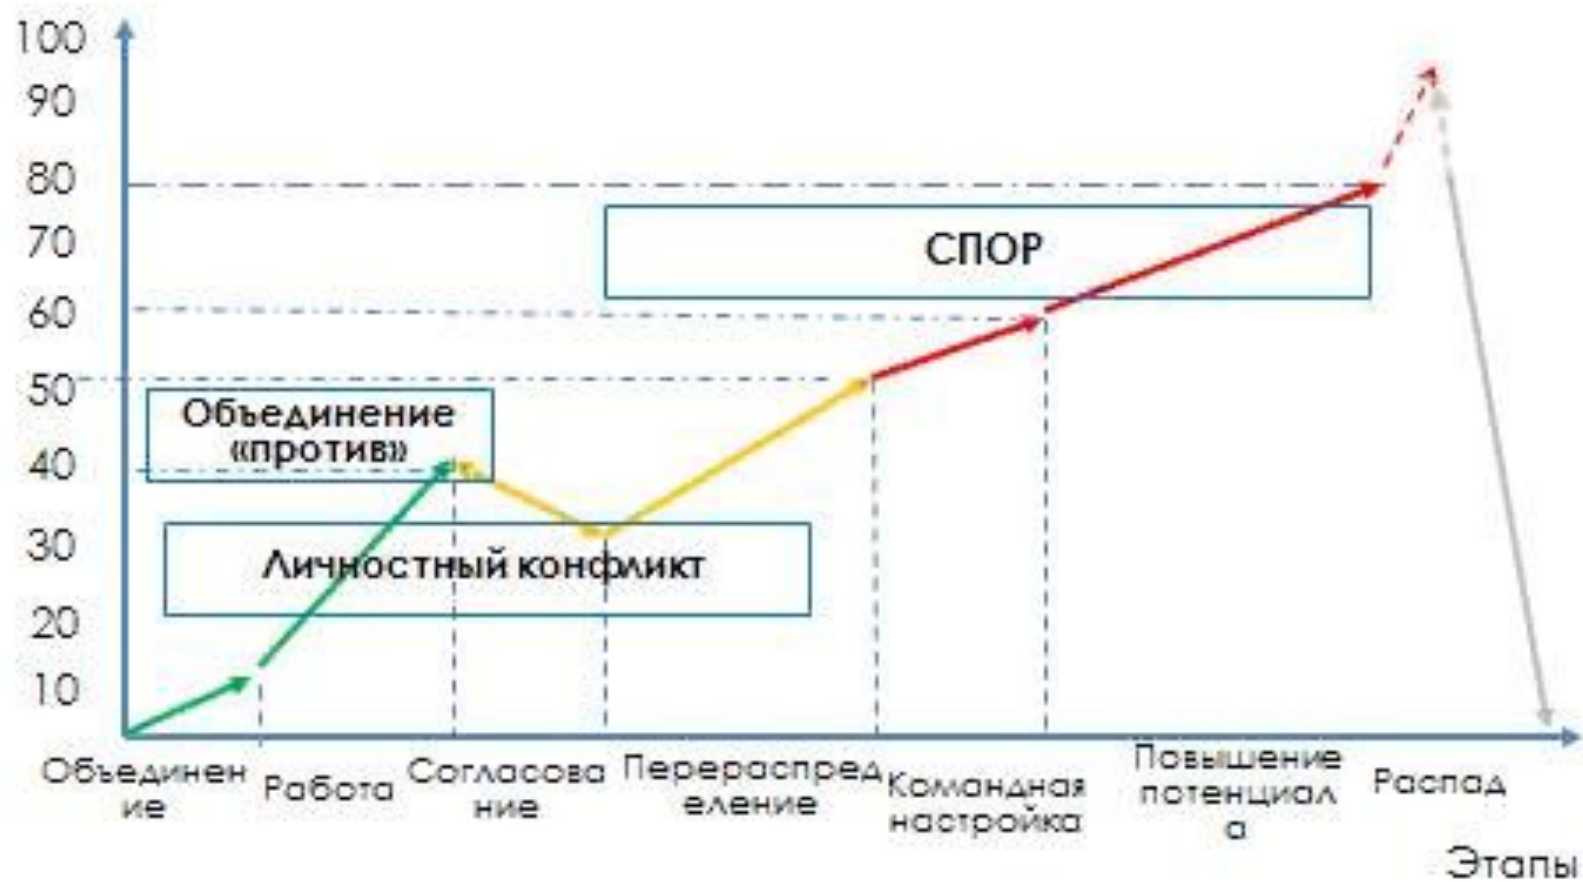 100
90
80
70
60
50
40
30
20
10
СПОР
Объединение
«против»
Личностный конфликт
Объединен
ие
Работа
Согласова
ние
Перераспред
еление
Командная
настройка
Повышение
потенциал
а
Распад
Этапы